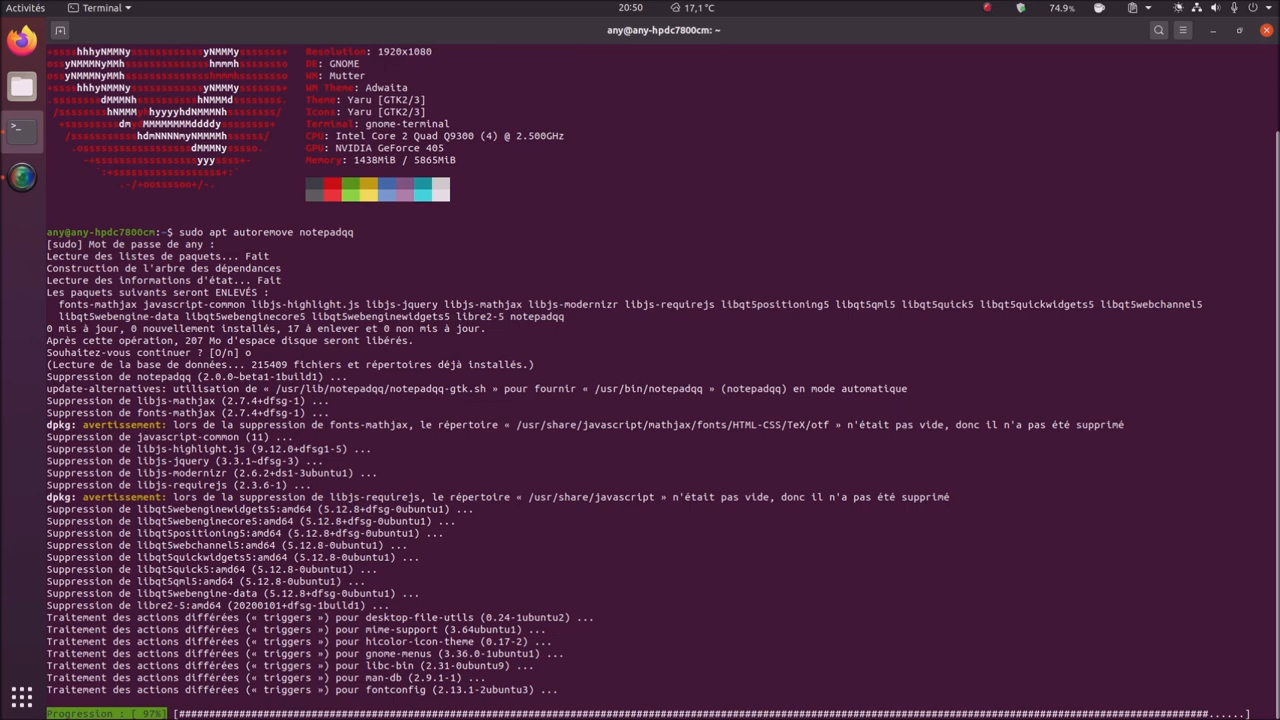 Activités
Terminal
20:50
17,1 °C
74.9%
any@any-hpdc7800cm: ~
+sssshhhyNMMNyssssssssssssyNMMMysssssss+ Resolution: 1920x1080
ossyNMMMNyMMhsssssssssssssshmmmhssssssso DE: GNOME
ossyNMMMNyMMhsssssssssssssshmmmhssssssso WM: Mutter
+sssshhhyNMMNyssssssssssssyNMMMysssssss+ WM Theme: Adwaita
.ssssssssdMMMNhsssssssssshNMMMdssssssss. Theme: Yaru [GTK2/3]
/sssssssshNMMMyhhyyyyhdNMMMNhssssssss/ Icons: Yaru [GTK2/3]
+sssssssssdmydMMMMMMMMddddyssssssss+ Terminal: gnome-terminal
/ssssssssssshdmNNNNmyNMMMMhssssss/ CPU: Intel Core 2 Quad Q9300 (4) @ 2.500GHz
.ossssssssssssssssssdMMMNysssso. GPU: NVIDIA GeForce 405
-+sssssssssssssssssyyyssss+- Memory: 1438MiB / 5865MiB
`:+ssssssssssssssssss+:`
.-/+oossssoo+/-.
any@any-hpdc7800cm:~$ sudo apt autoremove notepadqq
[sudo] Mot de passe de any :
Lecture des listes de paquets... Fait
Construction de l'arbre des dépendances
Lecture des informations d'état... Fait
Les paquets suivants seront ENLEVÉS :
fonts-mathjax javascript-common libjs-highlight.js libjs-jquery libjs-mathjax libjs-modernizr libjs-requirejs libqt5positioning5 libqt5qml5 libqt5quick5 libqt5quickwidgets5 libqt5webchannel5
libqt5webengine-data libqt5webenginecore5 libqt5webenginewidgets5 libre2-5 notepadqq
0 mis à jour, 0 nouvellement installés, 17 à enlever et 0 non mis à jour.
Après cette opération, 207 Mo d'espace disque seront libérés.
Souhaitez-vous continuer ? [O/n] o
(Lecture de la base de données... 215409 fichiers et répertoires déjà installés.)
Suppression de notepadqq (2.0.0~beta1-1build1) ...
update-alternatives: utilisation de « /usr/lib/notepadqq/notepadqq-gtk.sh » pour fournir « /usr/bin/notepadqq » (notepadqq) en mode automatique
Suppression de libjs-mathjax (2.7.4+dfsg-1) ...
Suppression de fonts-mathjax (2.7.4+dfsg-1) ...
dpkg: avertissement: lors de la suppression de fonts-mathjax, le répertoire « /usr/share/javascript/mathjax/fonts/HTML-CSS/TeX/otf » n'était pas vide, donc il n'a pas été supprimé
Suppression de javascript-common (11) ...
Suppression de libjs-highlight.js (9.12.0+dfsg1-5) ...
Suppression de libjs-jquery (3.3.1~dfsg-3) ...
Suppression de libjs-modernizr (2.6.2+ds1-3ubuntu1) ...
Suppression de libjs-requirejs (2.3.6-1) ...
dpkg: avertissement: lors de la suppression de libjs-requirejs, le répertoire « /usr/share/javascript » n'était pas vide, donc il n'a pas été supprimé
Suppression de libqt5webenginewidgets5:amd64 (5.12.8+dfsg-0ubuntu1) ...
Suppression de libqt5webenginecore5:amd64 (5.12.8+dfsg-0ubuntu1) ...
Suppression de libqt5positioning5:amd64 (5.12.8+dfsg-0ubuntu1) ...
Suppression de libqt5webchannel5:amd64 (5.12.8-0ubuntu1) ...
Suppression de libqt5quickwidgets5:amd64 (5.12.8-0ubuntu1) ...
Suppression de libqt5quick5:amd64 (5.12.8-0ubuntu1) ...
Suppression de libqt5qml5:amd64 (5.12.8-0ubuntu1) ...
Suppression de libqt5webengine-data (5.12.8+dfsg-0ubuntu1) ...
Suppression de libre2-5:amd64 (20200101+dfsg-1build1) ...
Traitement des actions différées (« triggers ») pour desktop-file-utils (0.24-1ubuntu2) ...
Traitement des actions différées (« triggers ») pour mime-support (3.64ubuntu1) ...
Traitement des actions différées (« triggers ») pour hicolor-icon-theme (0.17-2) ...
Traitement des actions différées (« triggers ») pour gnome-menus (3.36.0-1ubuntu1) ...
Traitement des actions différées (« triggers ») pour libc-bin (2.31-0ubuntu9) ...
Traitement des actions différées (« triggers ») pour man-db (2.9.1-1) ...
Traitement des actions différées (« triggers ») pour fontconfig (2.13.1-2ubuntu3) ...
Progression : [ 97%]